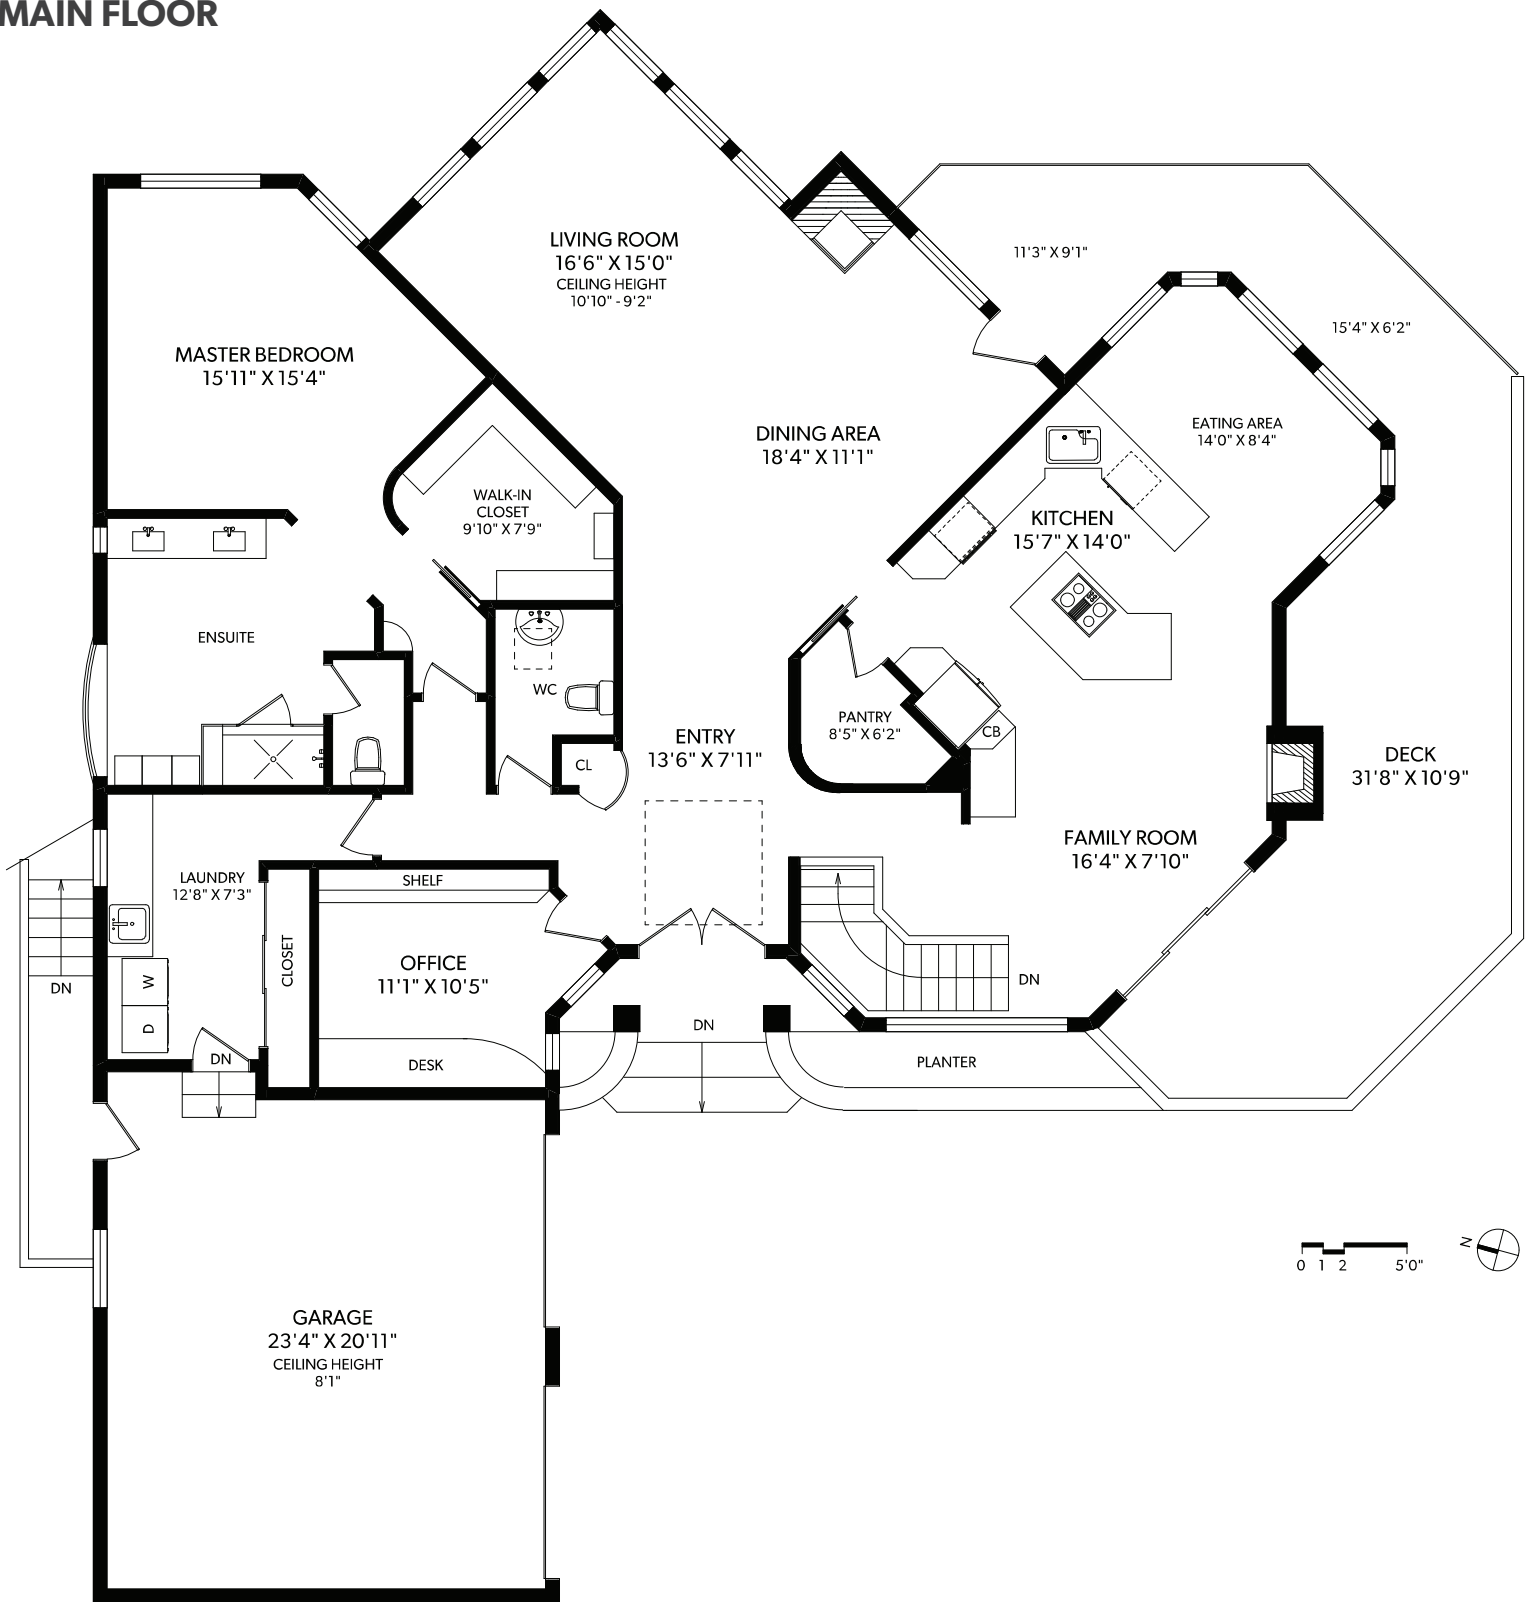 MAIN FLOOR
LIVING ROOM
16'6" X 15'0"
CEILING HEIGHT
10'10" - 9'2"
11'3" X 9'1"
15'4" X 6'2"
MASTER BEDROOM
15'11" X 15'4"
EATING AREA
14'0" X 8'4"
DINING AREA
18'4" X 11'1"
WALK-IN
CLOSET
9'10" X 7'9"
KITCHEN
15'7" X 14'0"
ENSUITE
WC
PANTRY
8'5" X 6'2"
CB
ENTRY
13'6" X 7'11"
CL
DECK
31'8" X 10'9"
FAMILY ROOM
16'4" X 7'10"
LAUNDRY
12'8" X 7'3"
SHELF
CLOSET
OFFICE
11'1" X 10'5"
W
D
DN
DN
DN
DN
DESK
PLANTER
N
0 1 2 5'0"
GARAGE
23'4" X 20'11"
CEILING HEIGHT
8'1"